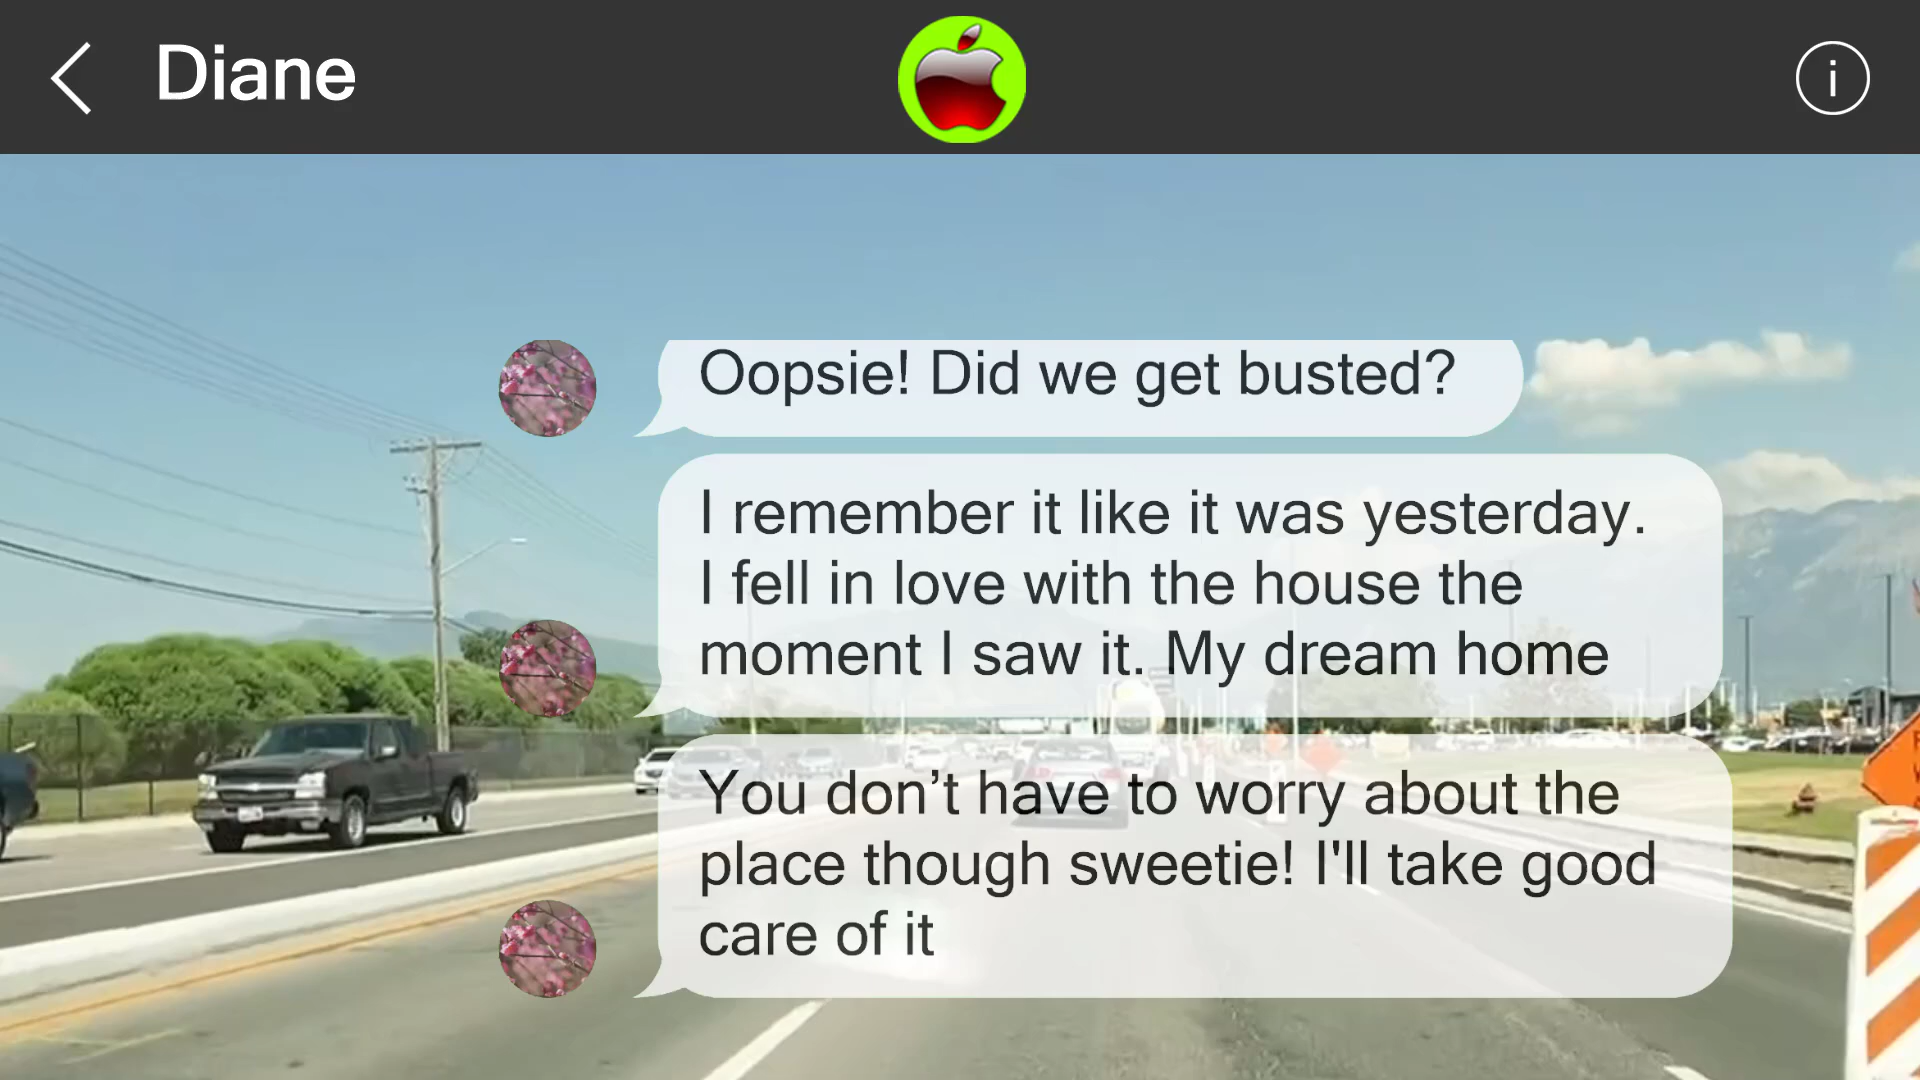 Diane
Oopsie! Did we get busted?
I remember it like it was yesterday.
I fell in love with the house the
moment I saw it. My dream home
You don’t have to worry about the
place though sweetie! I'll take good
care of it